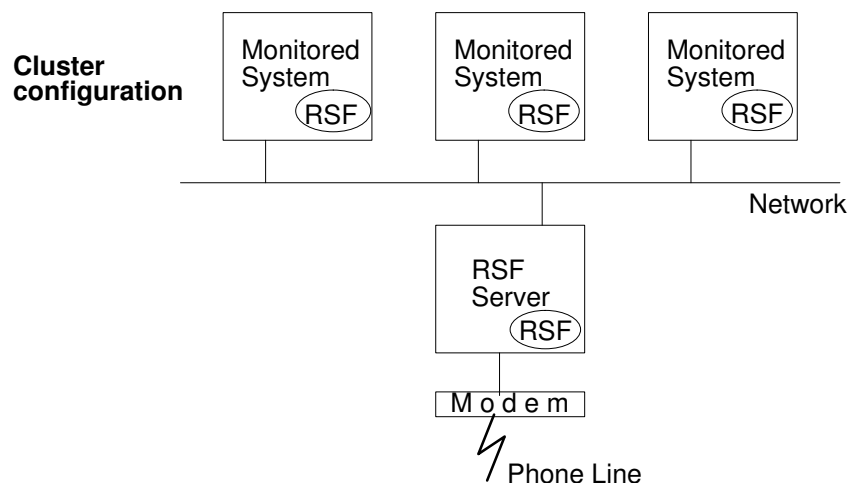 Cluster
configuration
Monitored
System
RSF
Monitored
System
RSF
Monitored
System
RSF
Network
RSF
Server
RSF
M o d e m
Phone Line